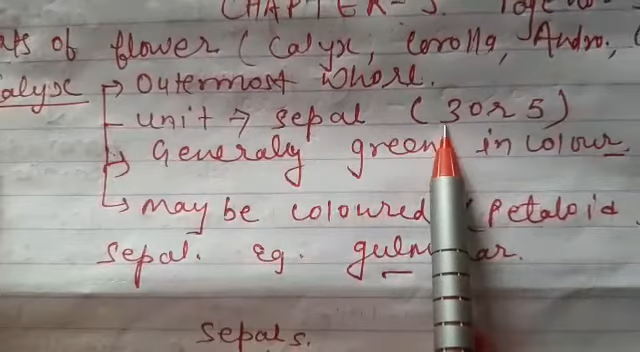 CHAPTER-5.
of flower (Calyx, Corolla, Andro,
Calyx → Outermost whorl.
unit → sepal (3 or 5)
→ Generaly green in colour.
→ may be coloured petaloid
sepal. eg.
sepals.